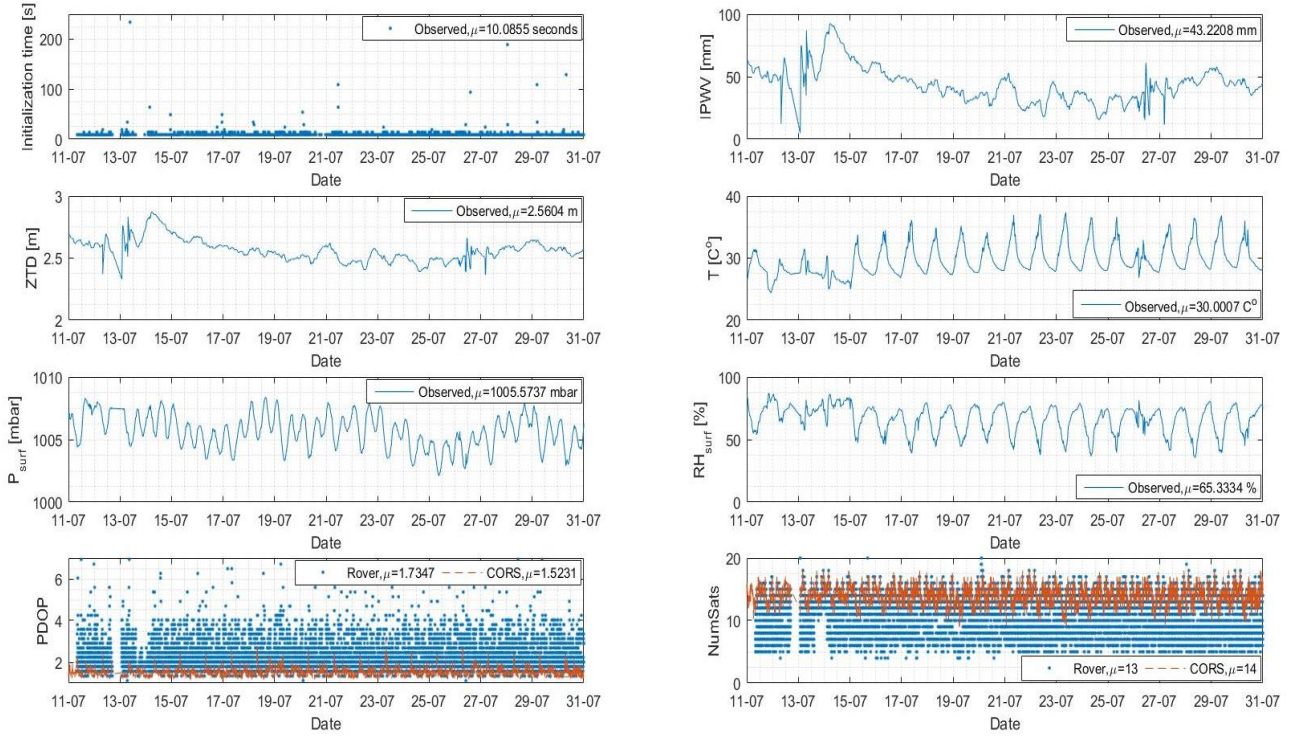 Initialization time [s]
200
100
0
Observed,μ=10.0855 seconds
11-07 13-07 15-07 17-07 19-07 21-07 23-07 25-07 27-07 29-07 31-07
Date
IPWV [mm]
100
50
0
Observed,μ=43.2208 mm
11-07 13-07 15-07 17-07 19-07 21-07 23-07 25-07 27-07 29-07 31-07
Date
ZTD [m]
3
2.5
2
Observed,μ=2.5604 m
11-07 13-07 15-07 17-07 19-07 21-07 23-07 25-07 27-07 29-07 31-07
Date
T [C°]
40
30
20
Observed,μ=30.0007 C°
11-07 13-07 15-07 17-07 19-07 21-07 23-07 25-07 27-07 29-07 31-07
Date
P surf [mbar]
1010
1005
1000
Observed,μ=1005.5737 mbar
11-07 13-07 15-07 17-07 19-07 21-07 23-07 25-07 27-07 29-07 31-07
Date
RH surf [%]
100
50
0
Observed,μ=65.3334 %
11-07 13-07 15-07 17-07 19-07 21-07 23-07 25-07 27-07 29-07 31-07
Date
PDOP
6
4
2
Rover,μ=1.7347 CORS,μ=1.5231
11-07 13-07 15-07 17-07 19-07 21-07 23-07 25-07 27-07 29-07 31-07
Date
NumSats
20
10
0
Rover,μ=13 CORS,μ=14
11-07 13-07 15-07 17-07 19-07 21-07 23-07 25-07 27-07 29-07 31-07
Date